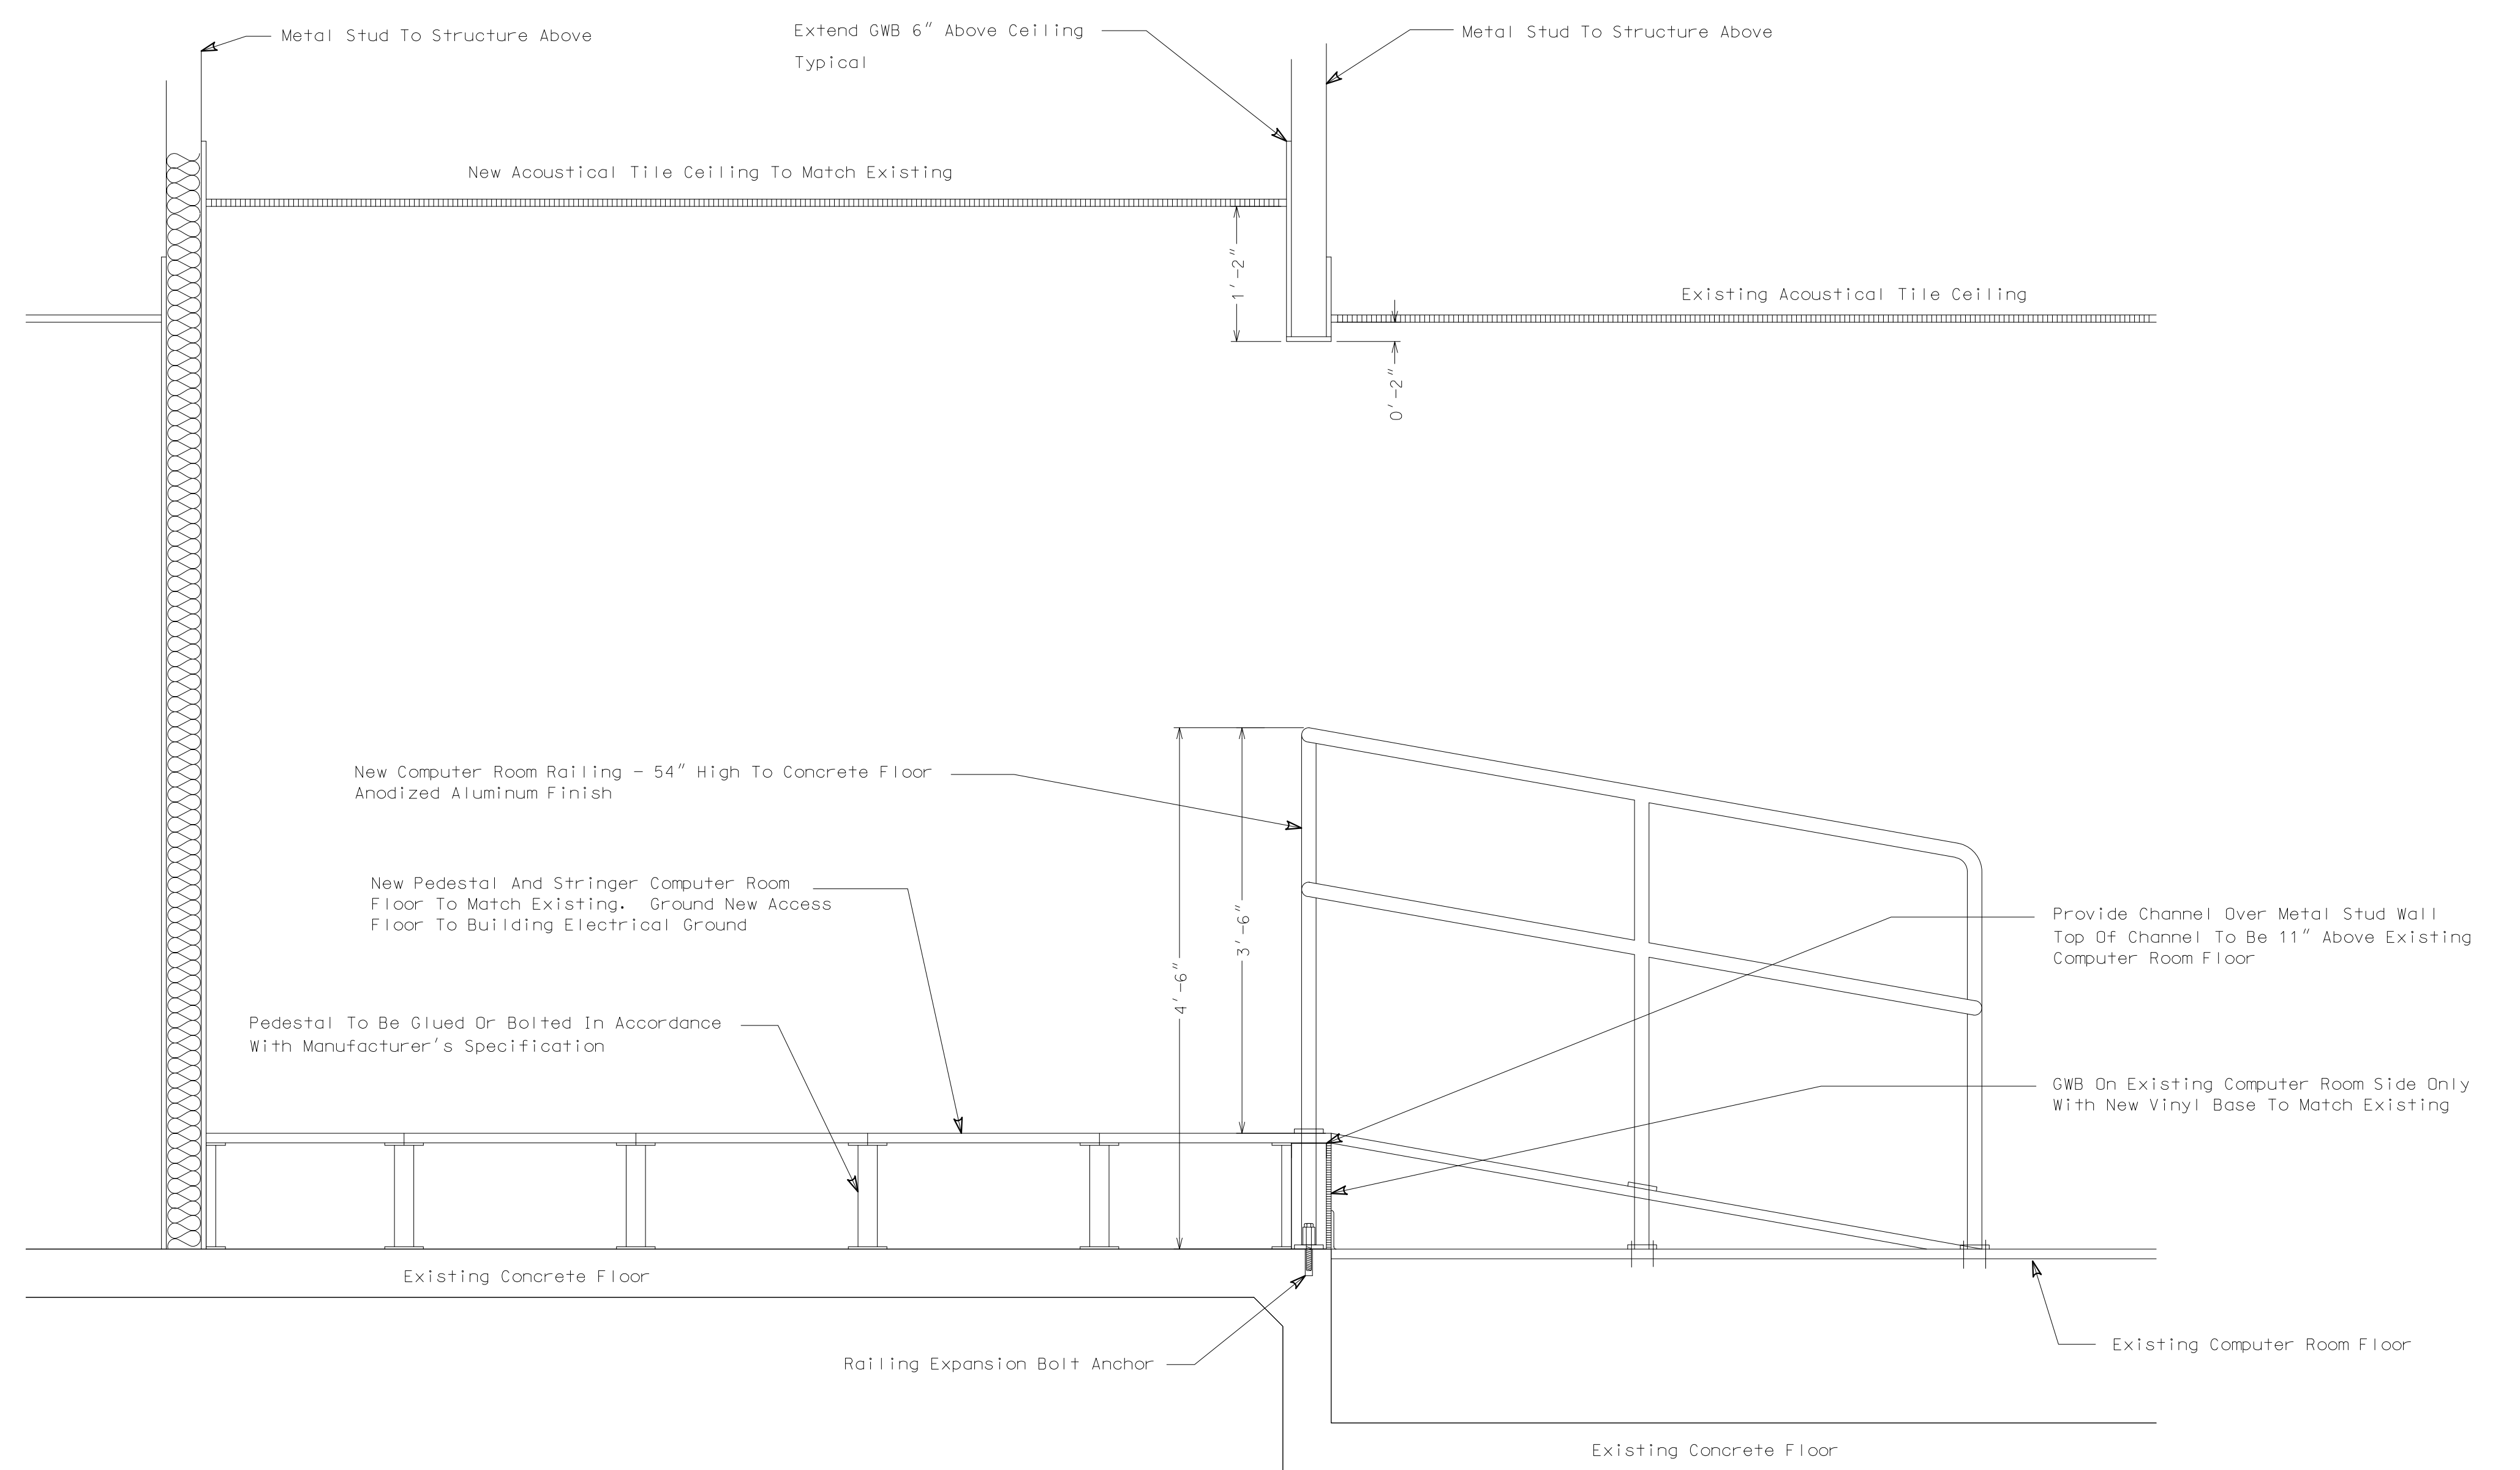 Metal Stud To Structure Above
Extend GWB 6" Above Ceiling
Typical
Metal Stud To Structure Above
New Acoustical Tile Ceiling To Match Existing
1'-2"
Existing Acoustical Tile Ceiling
0'-2"
New Computer Room Railing - 54" High To Concrete Floor
Anodized Aluminum Finish
New Pedestal And Stringer Computer Room
Floor To Match Existing. Ground New Access
Floor To Building Electrical Ground
3'-6"
4'-6"
Provide Channel Over Metal Stud Wall
Top Of Channel To Be 11" Above Existing
Computer Room Floor
Pedestal To Be Glued Or Bolted In Accordance
With Manufacturer's Specification
GWB On Existing Computer Room Side Only
With New Vinyl Base To Match Existing
Existing Concrete Floor
Railing Expansion Bolt Anchor
Existing Computer Room Floor
Existing Concrete Floor